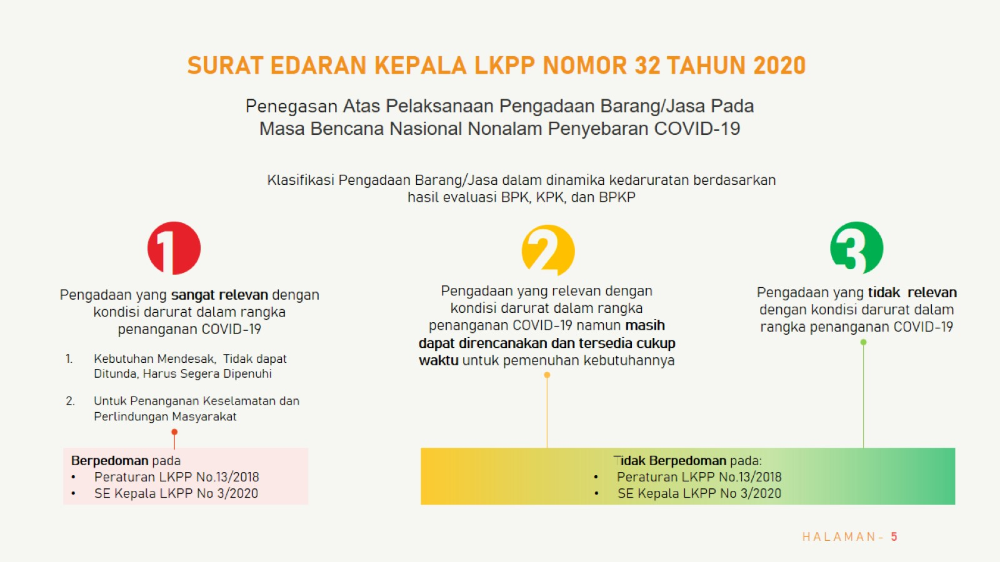 SURAT EDARAN KEPALA LKPP NOMOR 32 TAHUN 2020
Penegasan Atas Pelaksanaan Pengadaan Barang/Jasa Pada
Masa Bencana Nasional Nonalam Penyebaran COVID-19
Klasifikasi Pengadaan Barang/Jasa dalam dinamika kedaruratan berdasarkan
hasil evaluasi BPK, KPK, dan BPKP
1
Pengadaan yang sangat relevan dengan
kondisi darurat dalam rangka
penanganan COVID-19
1. Kebutuhan Mendesak, Tidak dapat
Ditunda, Harus Segera Dipenuhi
2. Untuk Penanganan Keselamatan dan
Perlindungan Masyarakat
Berpedoman pada
• Peraturan LKPP No.13/2018
• SE Kepala LKPP No 3/2020
2
Pengadaan yang relevan dengan
kondisi darurat dalam rangka
penanganan COVID-19 namun masih
dapat direncanakan dan tersedia cukup
waktu untuk pemenuhan kebutuhannya
3
Pengadaan yang tidak relevan
dengan kondisi darurat dalam
rangka penanganan COVID-19
Tidak Berpedoman pada:
• Peraturan LKPP No.13/2018
• SE Kepala LKPP No 3/2020
HALAMAN- 5